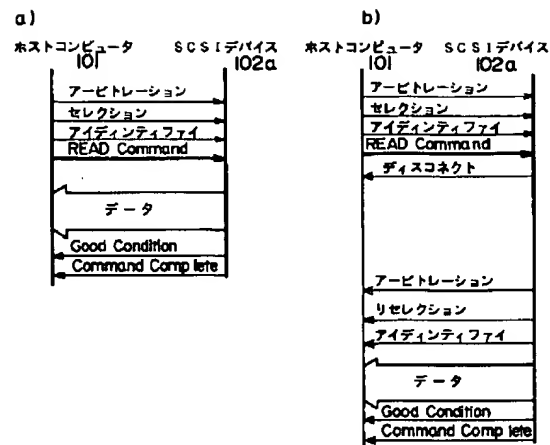 a)
ホストコンピュータ SCSIデバイス
101 102a
アービトレーション
セレクション
アイディンティファイ
READ Command
データ
Good Condition
Command Complete
b)
ホストコンピュータ SCSIデバイス
101 102a
アービトレーション
セレクション
アイディンティファイ
READ Command
ディスコネクト
アービトレーション
リセレクション
アイディンティファイ
データ
Good Condition
Command Complete